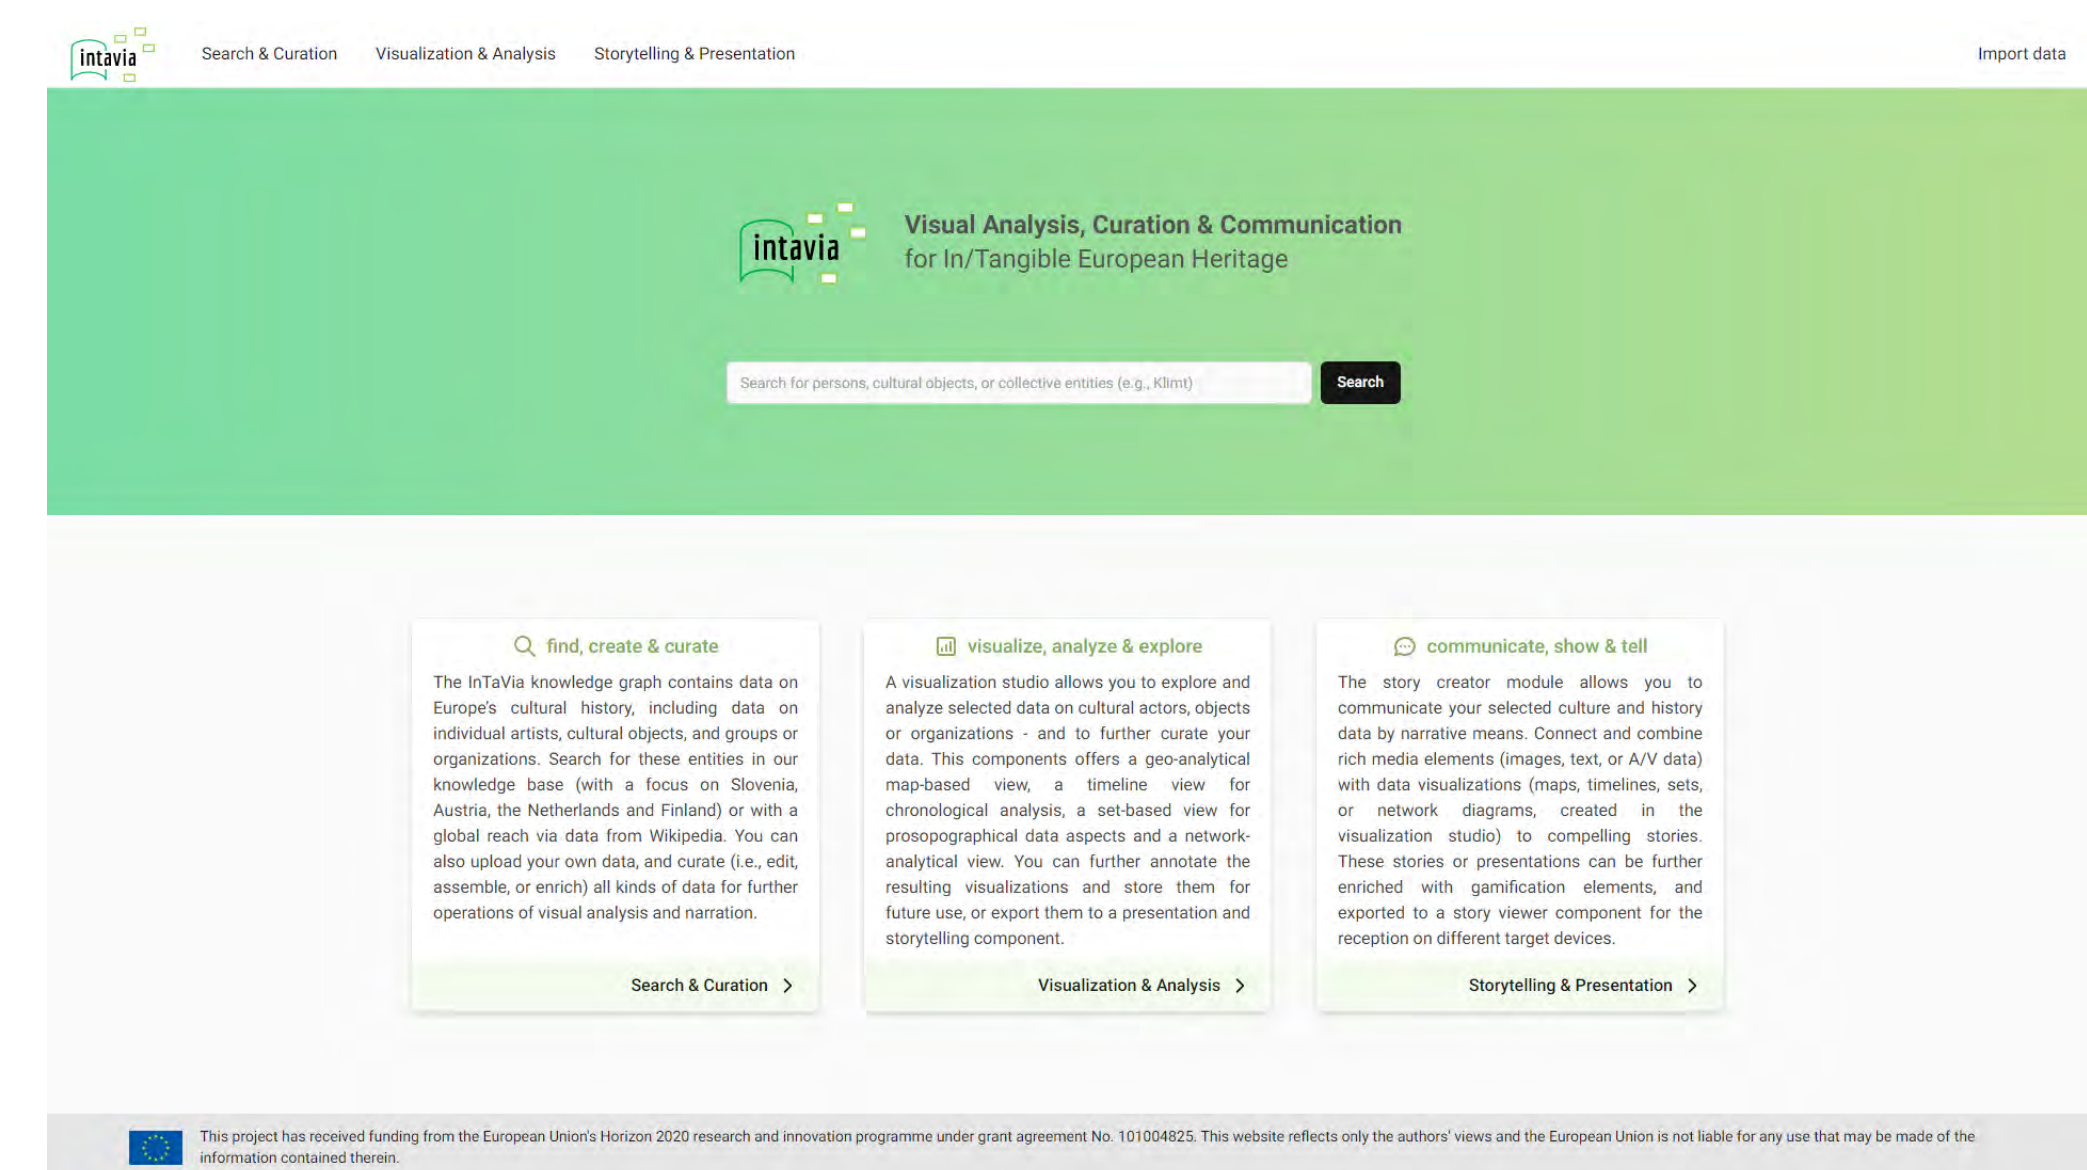 intavia
Search & Curation
Visualization & Analysis
Storytelling & Presentation
Import data
intavia
Visual Analysis, Curation & Communication
for In/Tangible European Heritage
Search for persons, cultural objects, or collective entities (e.g., Klimt)
Search
find, create & curate
The InTaVia knowledge graph contains data on
Europe's cultural history, including data on
individual artists, cultural objects, and groups or
organizations. Search for these entities in our
knowledge base (with a focus on Slovenia,
Austria, the Netherlands and Finland) or with a
global reach via data from Wikipedia. You can
also upload your own data, and curate (i.e., edit,
assemble, or enrich) all kinds of data for further
operations of visual analysis and narration.
Search & Curation
visualize, analyze & explore
A visualization studio allows you to explore and
analyze selected data on cultural actors, objects
or organizations - and to further curate your
data. This components offers a geo-analytical
map-based view, a timeline view for
chronological analysis, a set-based view for
prosopographical data aspects and a network-
analytical view. You can further annotate the
resulting visualizations and store them for
future use, or export them to a presentation and
storytelling component.
Visualization & Analysis
communicate, show & tell
The story creator module allows you to
communicate your selected culture and history
data by narrative means. Connect and combine
rich media elements (images, text, or A/V data)
with data visualizations (maps, timelines, sets,
or network diagrams, created in the
visualization studio) to compelling stories.
These stories or presentations can be further
enriched with gamification elements, and
exported to a story viewer component for the
reception on different target devices.
Storytelling & Presentation
This project has received funding from the European Union's Horizon 2020 research and innovation programme under grant agreement No. 101004825. This website reflects only the authors' views and the European Union is not liable for any use that may be made of the
information contained therein.